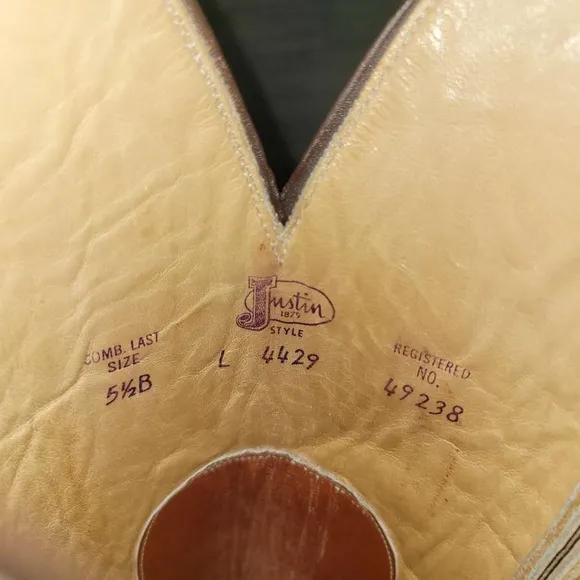 Justin
1879
STYLE
L 4429
COMB. LAST
SIZE
5½B
REGISTERED
NO.
49238